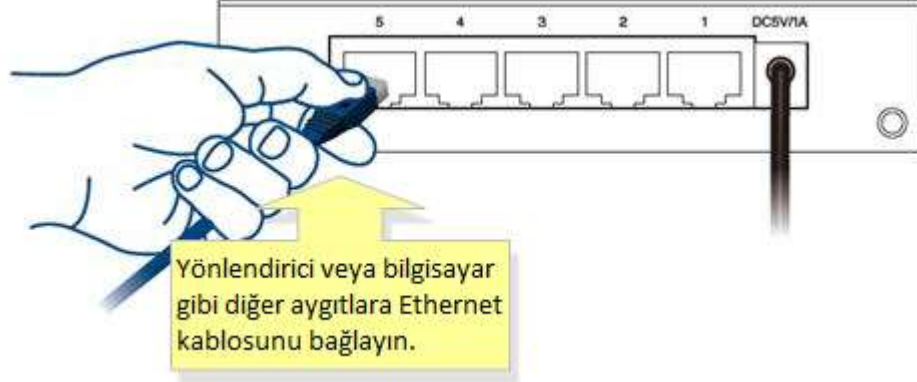 5 4 3 2 1 DC5V/1A
Yönlendirici veya bilgisayar
gibi diğer aygıtlara Ethernet
kablosunu bağlayın.